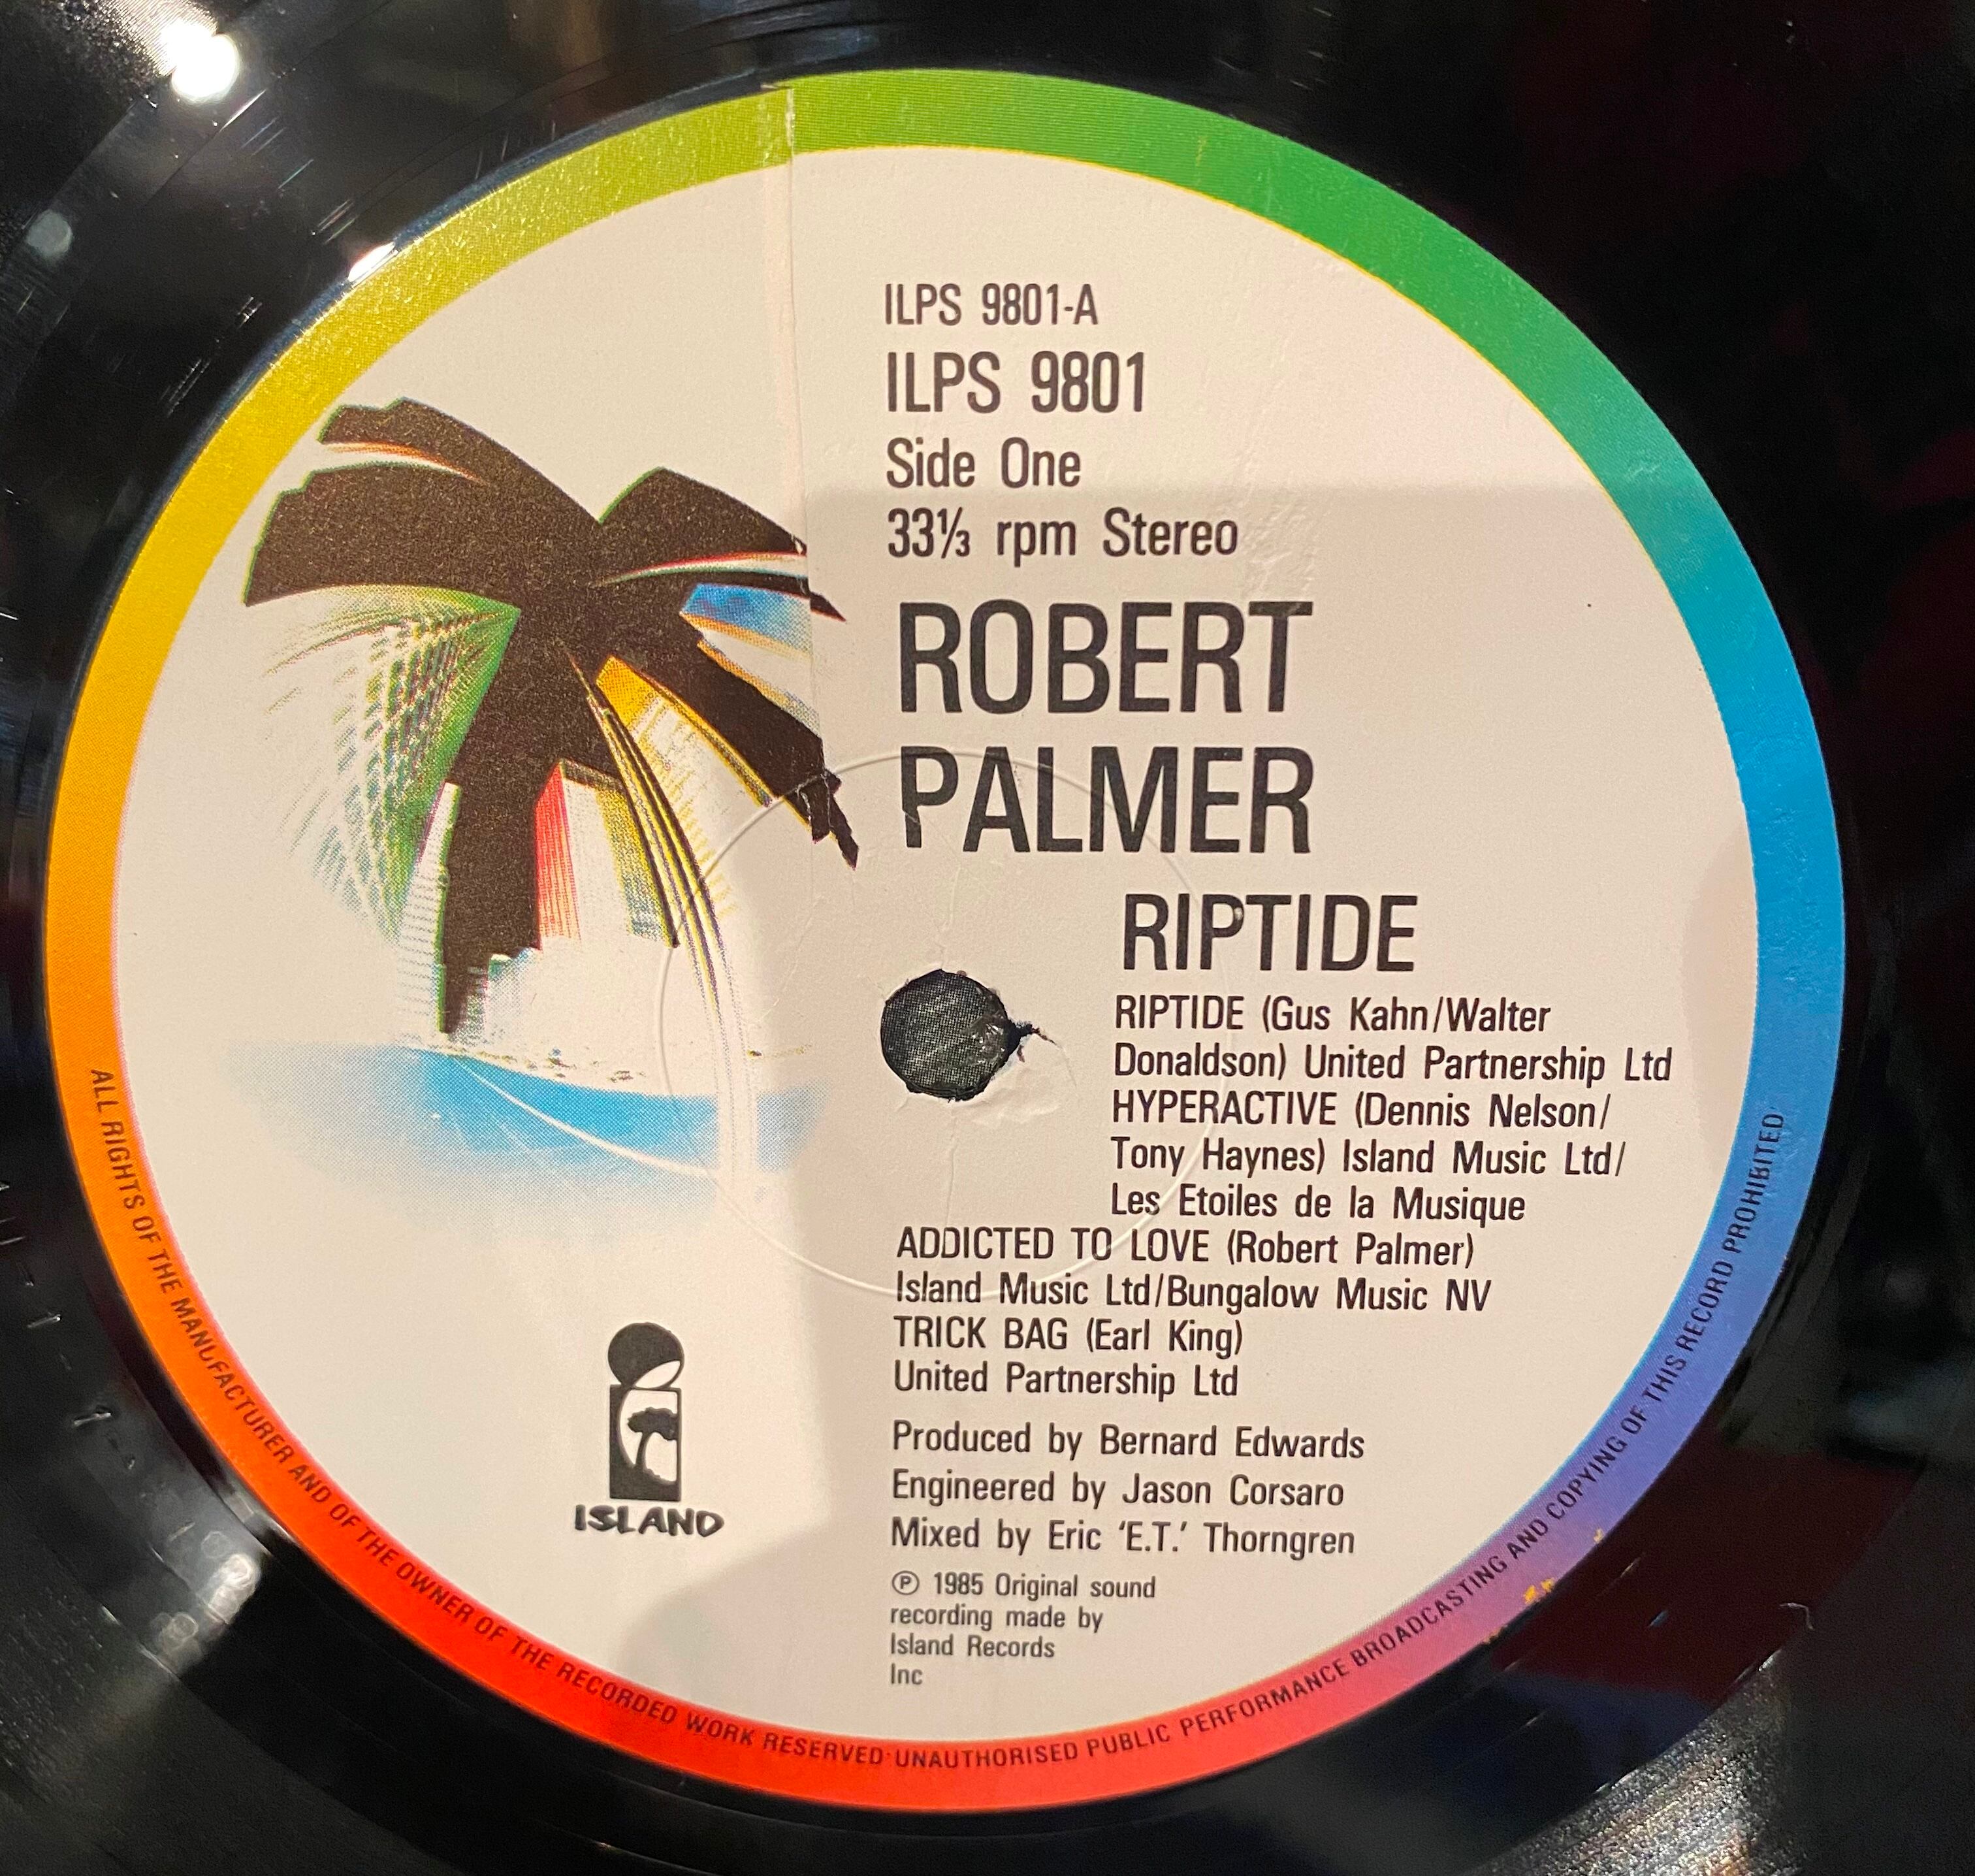 ILPS 9801-A
ILPS 9801
Side One
33⅓ rpm Stereo
ROBERT
PALMER
RIPTIDE
RIPTIDE (Gus Kahn/Walter
Donaldson) United Partnership Ltd
HYPERACTIVE (Dennis Nelson/
Tony Haynes) Island Music Ltd/
Les Etoiles de la Musique
ADDICTED TO LOVE (Robert Palmer)
Island Music Ltd/Bungalow Music NV
TRICK BAG (Earl King)
United Partnership Ltd
Produced by Bernard Edwards
Engineered by Jason Corsaro
Mixed by Eric ‘E.T.’ Thorngren
℗ 1985 Original sound
recording made by
Island Records
Inc
ISLAND
ALL RIGHTS OF THE MANUFACTURER AND OF THE OWNER OF THE RECORDED WORK RESERVED·UNAUTHORISED PUBLIC PERFORMANCE BROADCASTING AND COPYING OF THIS RECORD PROHIBITED